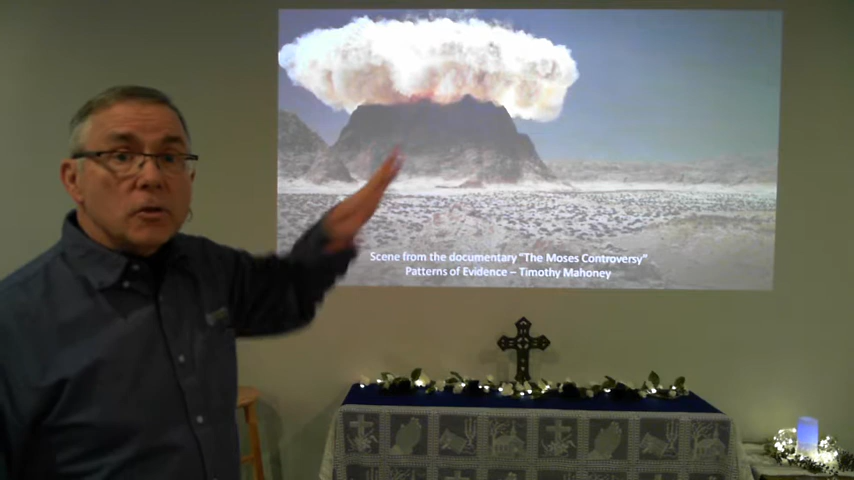 Scene from the documentary "The Moses Controversy"
Patterns of Evidence – Timothy Mahoney